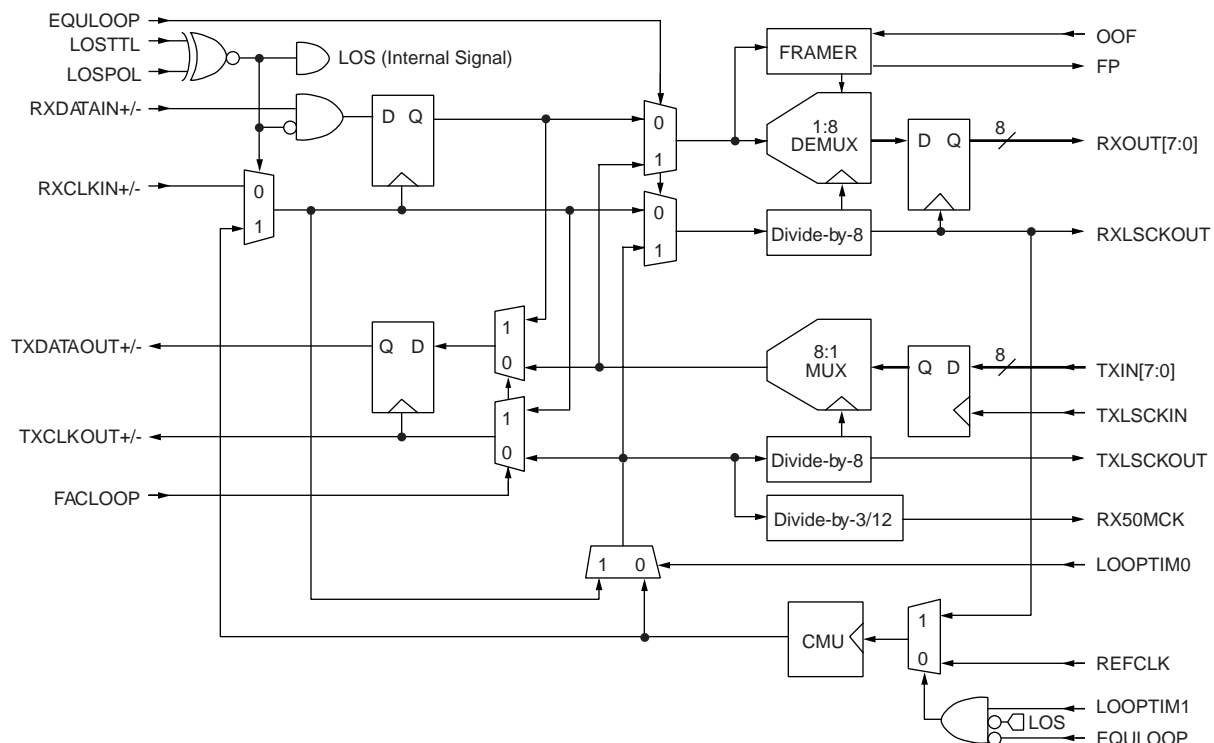 EQULOOP
LOSTTL
LOSPOL
LOS (Internal Signal)
OOF
FP
FRAMER
RXDATAIN+/-
D Q
0
1
1:8
DEMUX
D Q
8
RXOUT[7:0]
RXCLKIN+/-
0
1
0
1
Divide-by-8
RXLSCKOUT
TXDATAOUT+/-
Q D
1
0
8:1
MUX
Q D
8
TXIN[7:0]
TXLSCKIN
TXCLKOUT+/-
1
0
Divide-by-8
TXLSCKOUT
FACLOOP
Divide-by-3/12
RX50MCK
1 0
LOOPTIM0
CMU
1
0
REFCLK
LOOPTIM1
LOS
EQULOOP